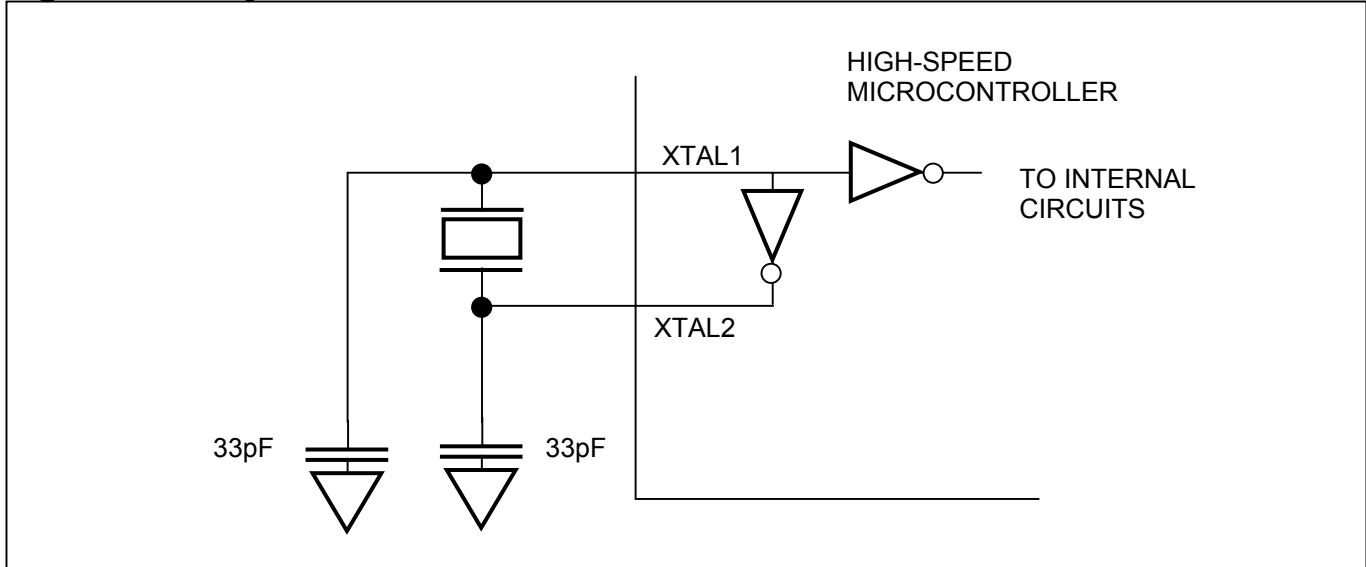 HIGH-SPEED
MICROCONTROLLER
XTAL1
TO INTERNAL
CIRCUITS
XTAL2
33pF
33pF